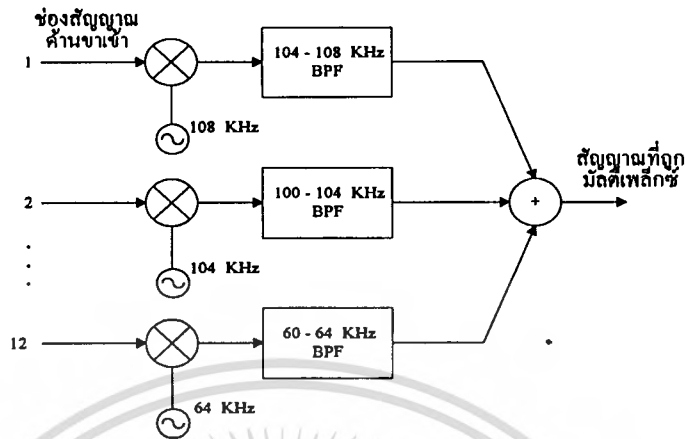 ช่องสัญญาณ
ด้านขาเข้า
1
104 - 108 KHz
BPF
108 KHz
สัญญาณที่ถูก
มัลติเพล็กซ์
2
100 - 104 KHz
BPF
+
104 KHz
12
60 - 64 KHz
BPF
64 KHz